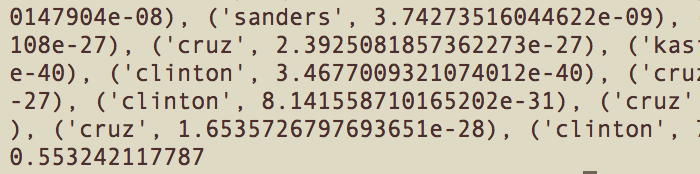 0147904e-08), ('sanders', 3.74273516044622e-09),
108e-27), ('cruz', 2.3925081857362273e-27), ('kas
e-40), ('clinton', 3.4677009321074012e-40), ('cru
-27), ('clinton', 8.141558710165202e-31), ('cruz'
), ('cruz', 1.6535726797693651e-28), ('clinton',
0.553242117787